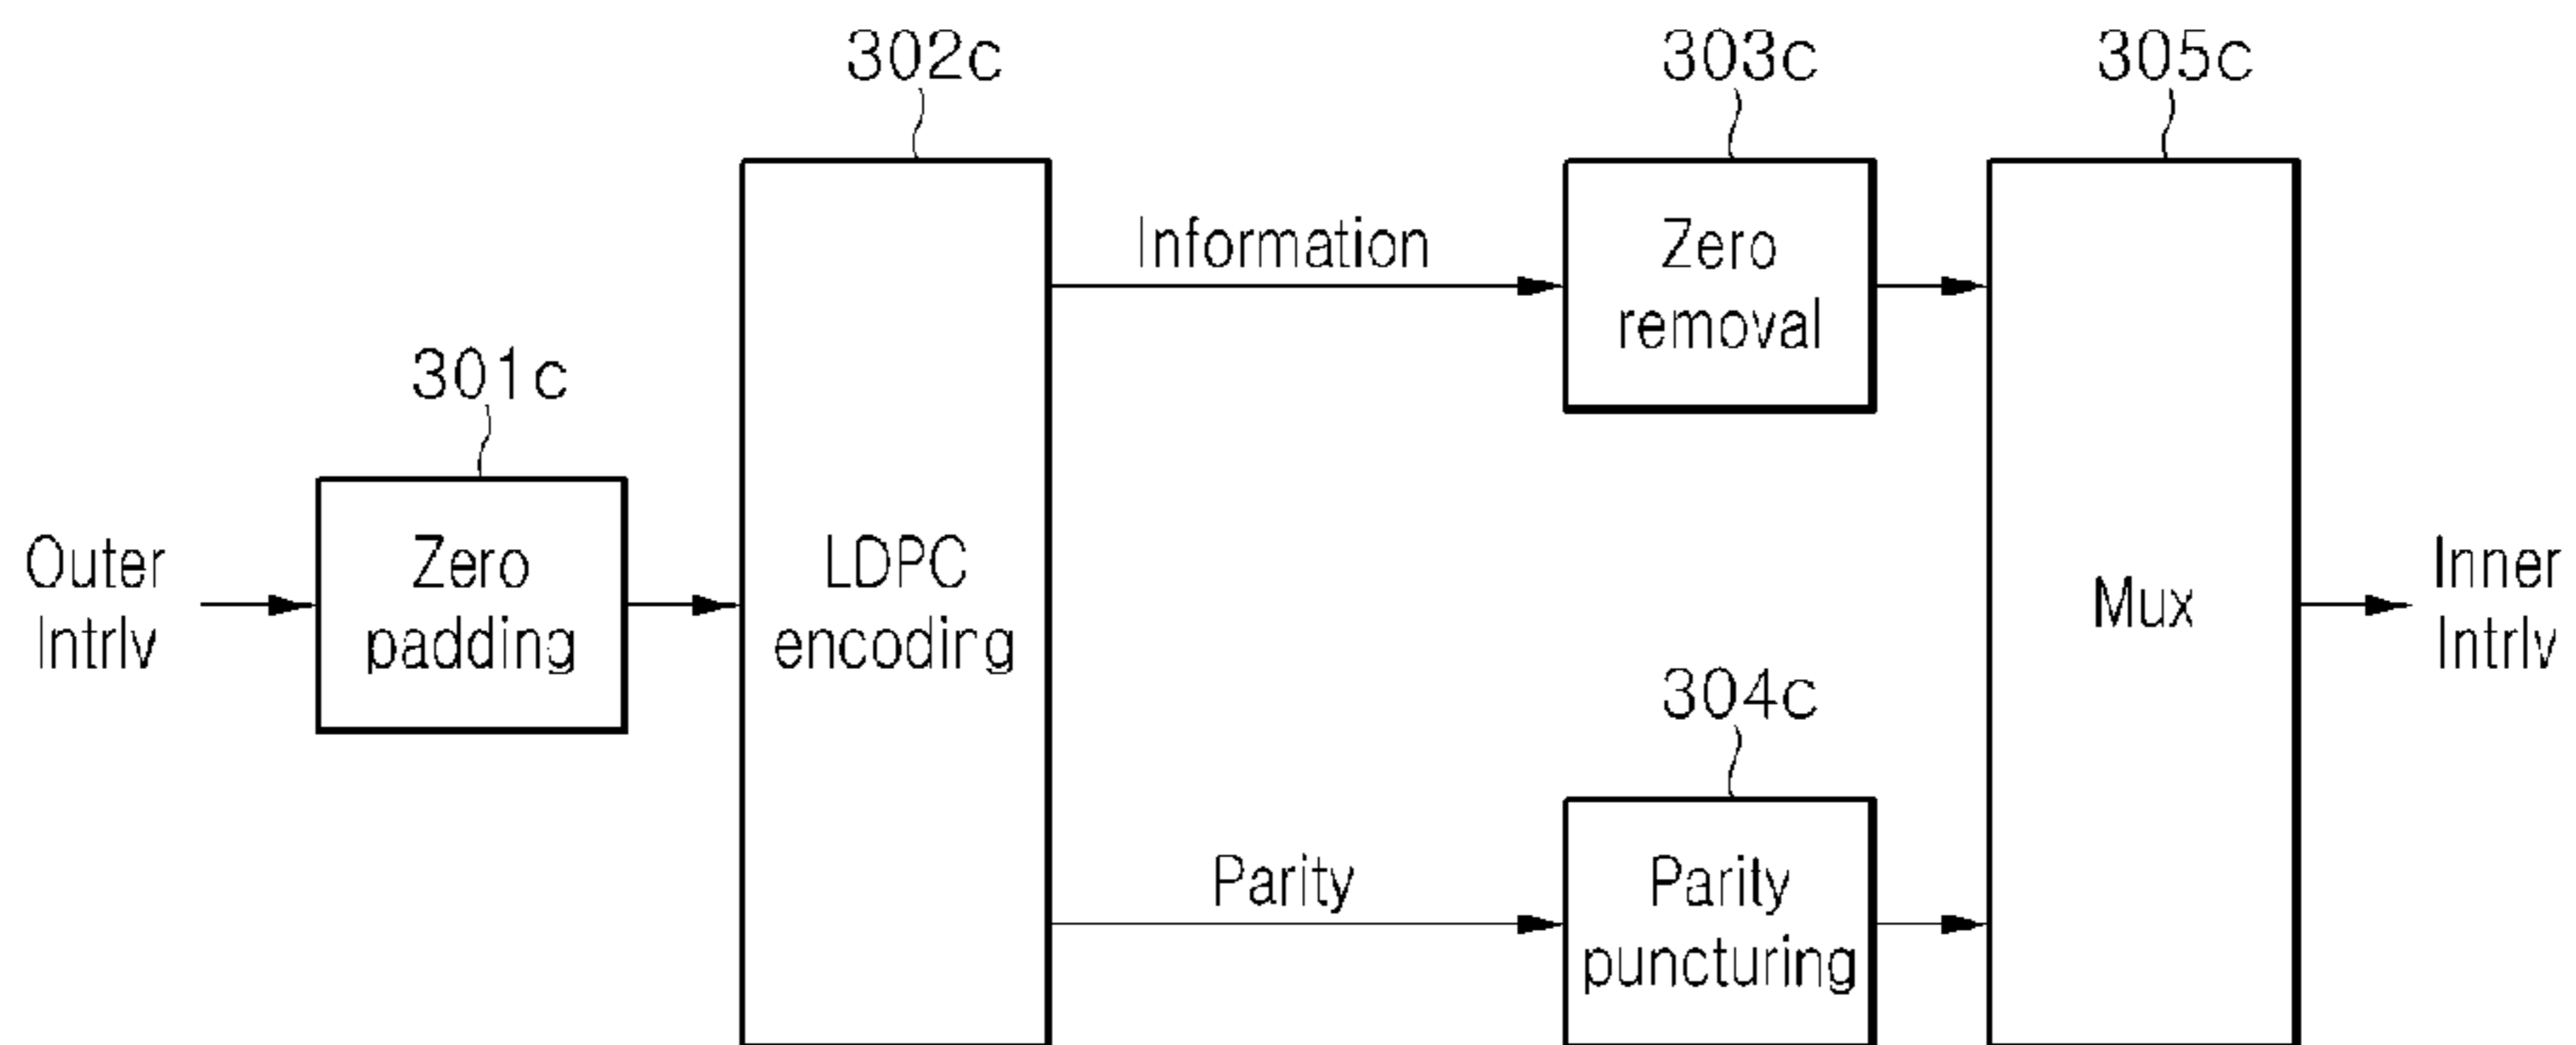 302c
303c
305c
Information
Zero
removal
301c
Outer
Intrlv
Zero
padding
LDPC
encoding
Mux
Inner
Intrlv
304c
Parity
Parity
puncturing